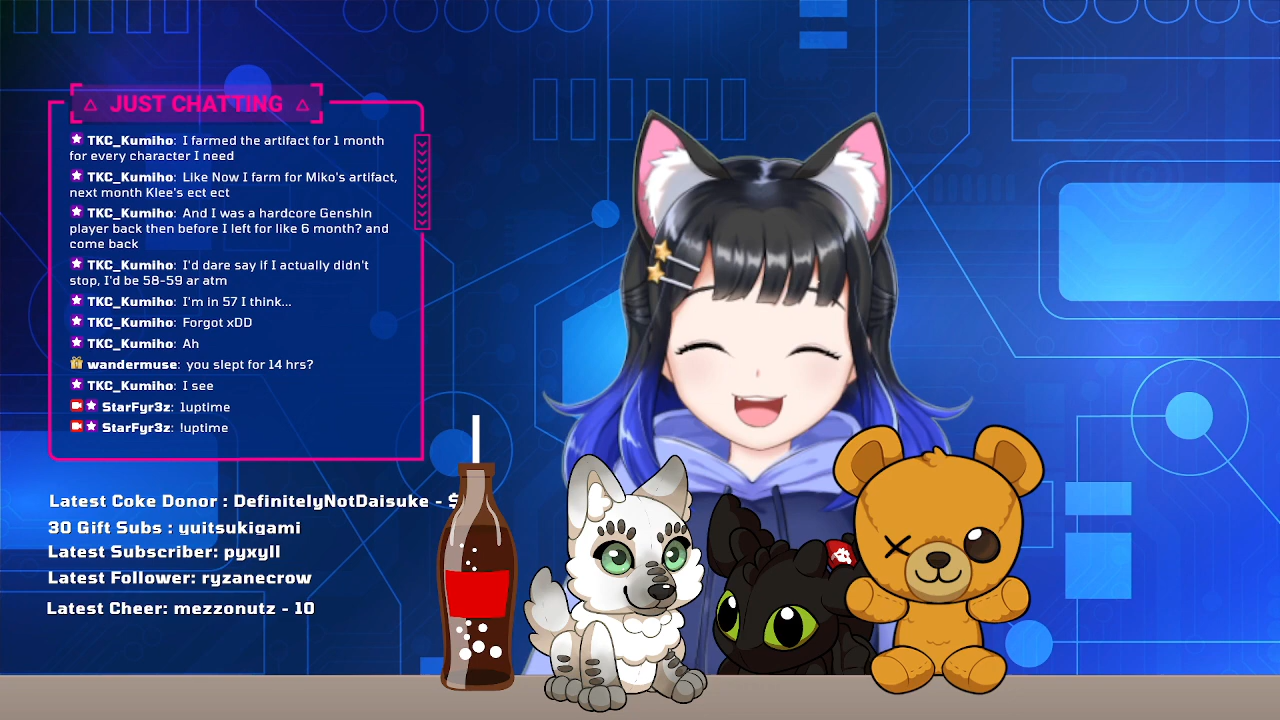 JUST CHATTING
TKC_Kumiho: I farmed the artifact for 1 month
for every character I need
TKC_Kumiho: Like Now I farm for Miko's artifact,
next month Klee's ect ect
TKC_Kumiho: And I was a hardcore Genshin
player back then before I left for like 6 month? and
come back
TKC_Kumiho: I'd dare say if I actually didn't
stop, I'd be 58-59 ar atm
TKC_Kumiho: I'm in 57 I think...
TKC_Kumiho: Forgot xDD
TKC_Kumiho: Ah
wandermuse: you slept for 14 hrs?
TKC_Kumiho: I see
StarFyr3z: 1uptime
StarFyr3z: !uptime
Latest Coke Donor : DefinitelyNotDaisuke - $
30 Gift Subs : yuitsukigami
Latest Subscriber: pyxyll
Latest Follower: ryzanecrow
Latest Cheer: mezzonutz - 10